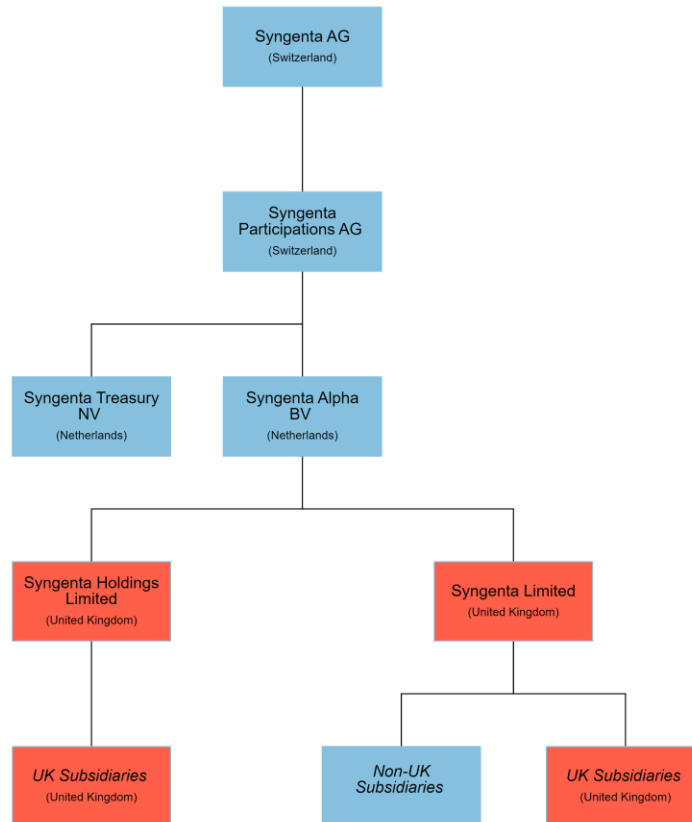 Syngenta AG
(Switzerland)
Syngenta
Participations AG
(Switzerland)
Syngenta Treasury
NV
(Netherlands)
Syngenta Alpha
BV
(Netherlands)
Syngenta Holdings
Limited
(United Kingdom)
Syngenta Limited
(United Kingdom)
UK Subsidiaries
(United Kingdom)
Non-UK
Subsidiaries
UK Subsidiaries
(United Kingdom)